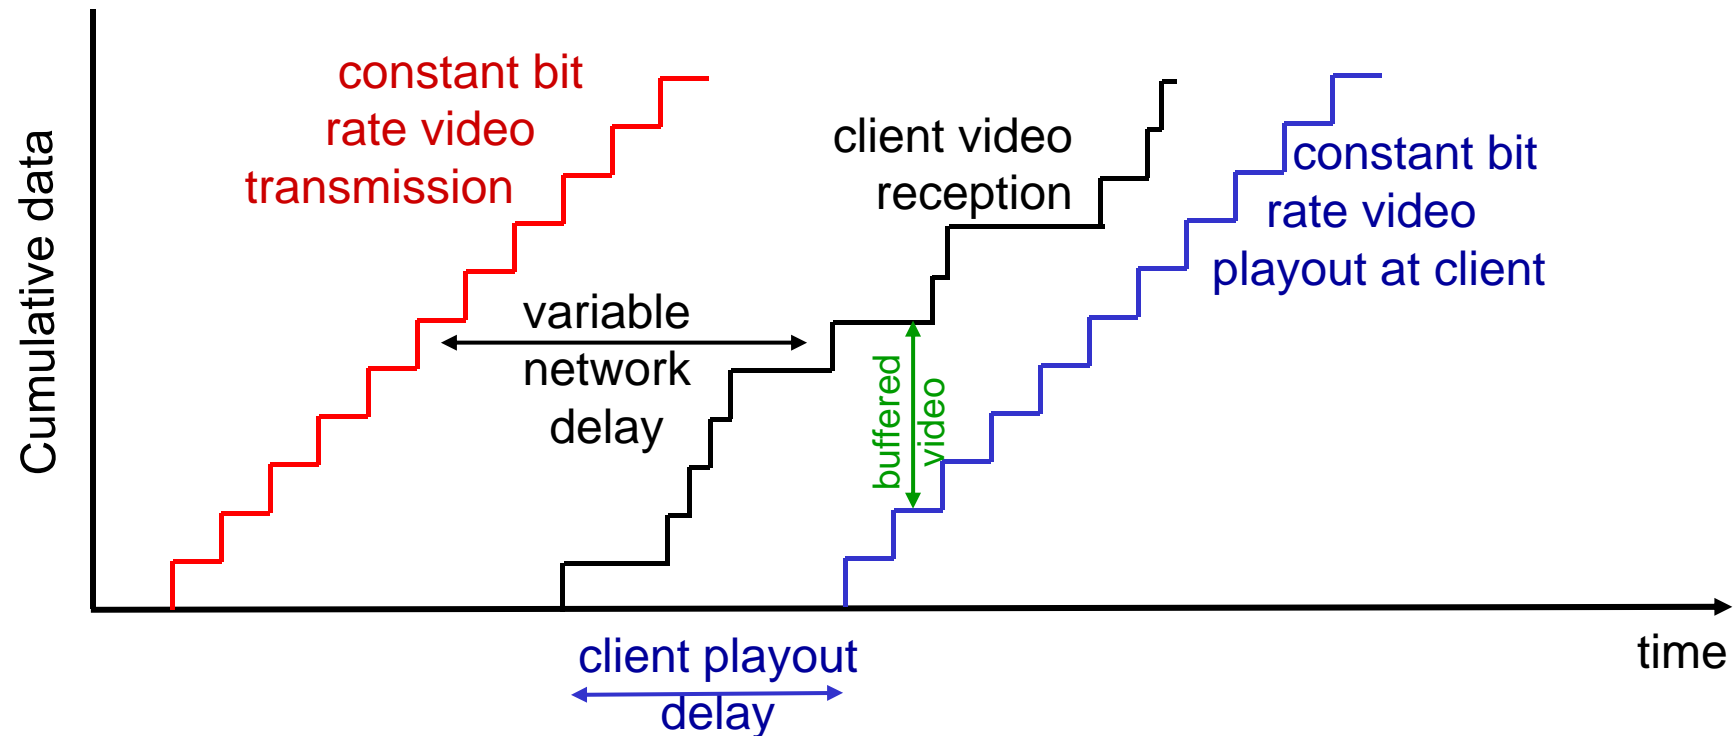 constant bit
rate video
transmission
client video
reception
constant bit
rate video
playout at client
Cumulative data
variable
network
delay
buffered
video
client playout
delay
time